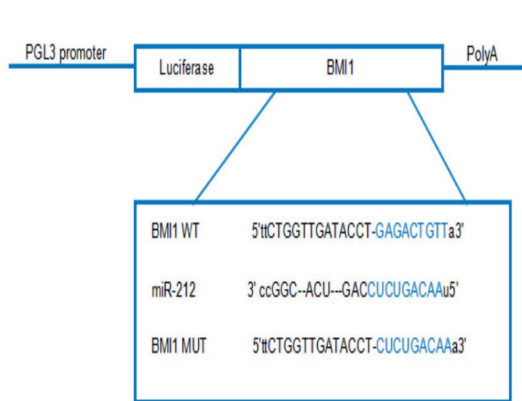 PGL3 promoter Luciferase BMI1 PolyA
BMI1 WT 5'ttCTGGTTGATACCT-GAGACTGTTa3'
miR-212 3' ccGGC--ACU---GACCUCUGACAAu5'
BMI1 MUT 5'ttCTGGTTGATACCT-CUCUGACAAa3'